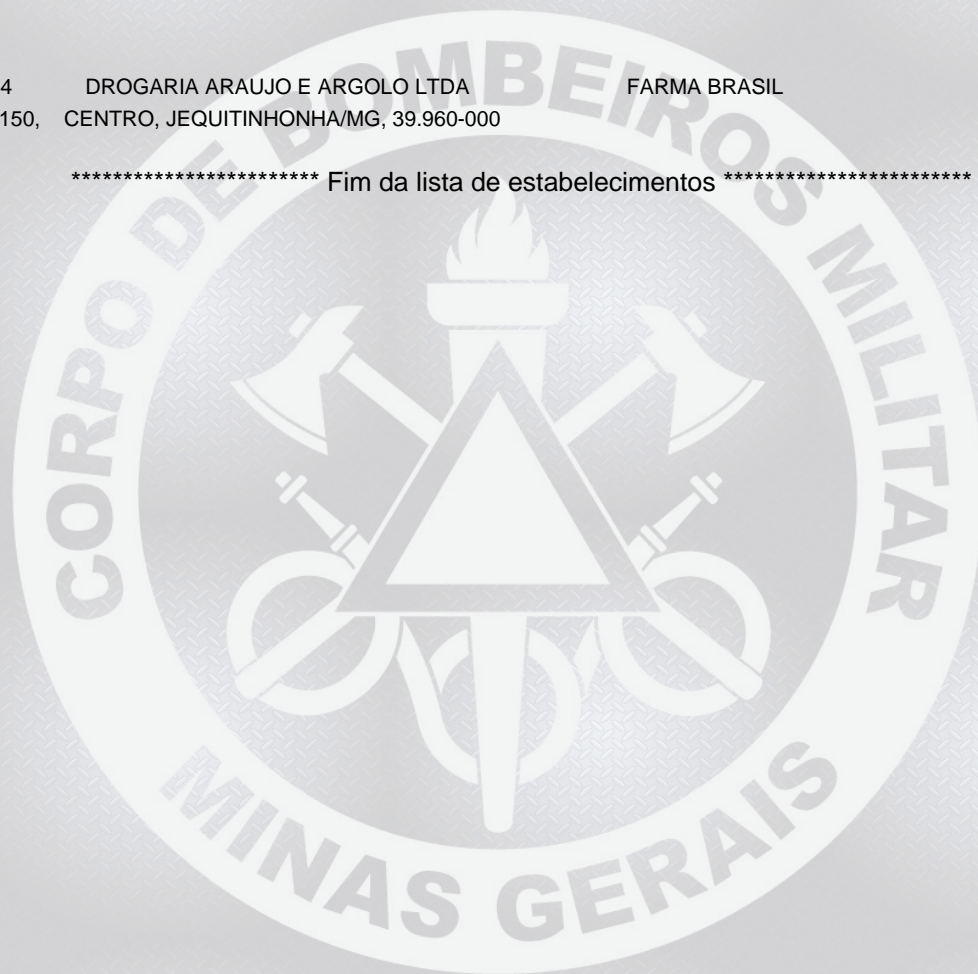 4 DROGARIA ARAUJO E ARGOLO LTDA FARMA BRASIL
150, CENTRO, JEQUITINHONHA/MG, 39.960-000
************************ Fim da lista de estabelecimentos ************************
CORPO DE BOMBEIROS MILITAR
MINAS GERAIS